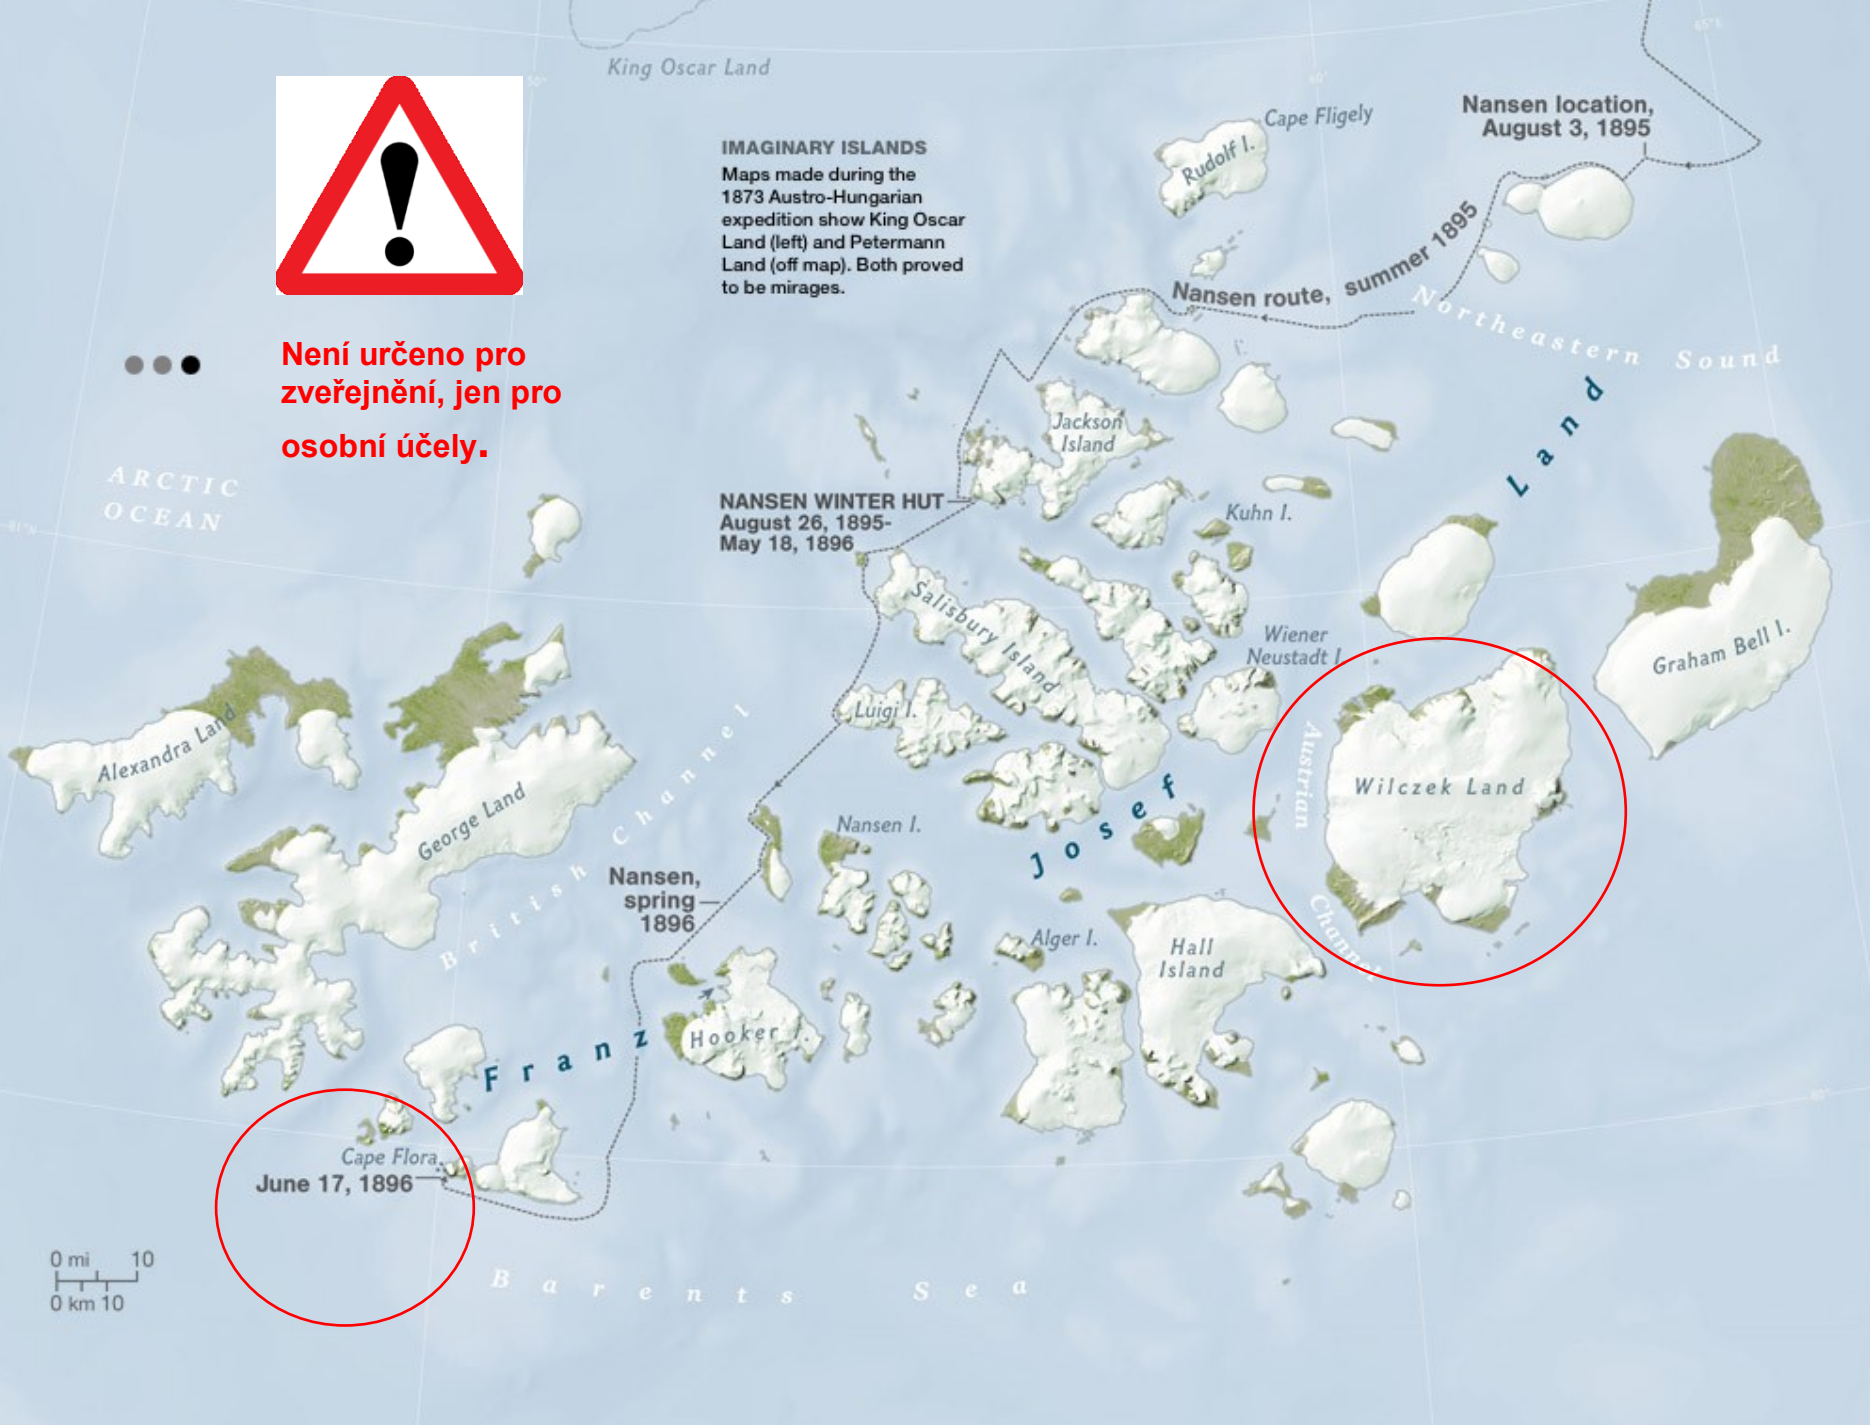 King Oscar Land
50°
60°
65°E
Cape Fligely
Rudolf I.
Nansen location,
August 3, 1895
IMAGINARY ISLANDS
Maps made during the
1873 Austro-Hungarian
expedition show King Oscar
Land (left) and Petermann
Land (off map). Both proved
to be mirages.
Nansen route, summer 1895
Northeastern Sound
Není určeno pro
zveřejnění, jen pro
osobní účely.
ARCTIC
OCEAN
81°N
Jackson
Island
NANSEN WINTER HUT
August 26, 1895-
May 18, 1896
Kuhn I.
Land
Salisbury Island
Wiener
Neustadt I.
Graham Bell I.
Alexandra Land
Luigi I.
George Land
British Channel
Austrian
Channel
Wilczek Land
Nansen I.
Josef
Nansen,
spring
1896
Alger I.
Hall
Island
Hooker I.
Franz
80°
Cape Flora
June 17, 1896
0 mi 10
0 km 10
Barents Sea